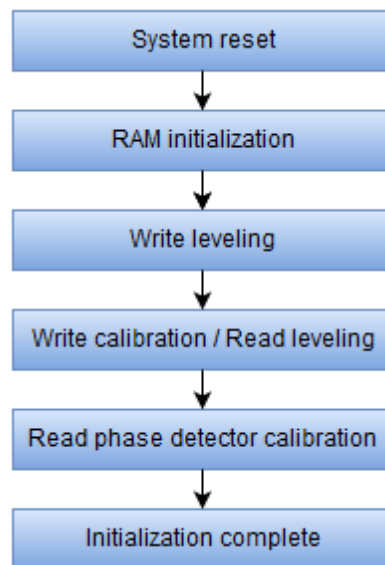 System reset
RAM initialization
Write leveling
Write calibration / Read leveling
Read phase detector calibration
Initialization complete